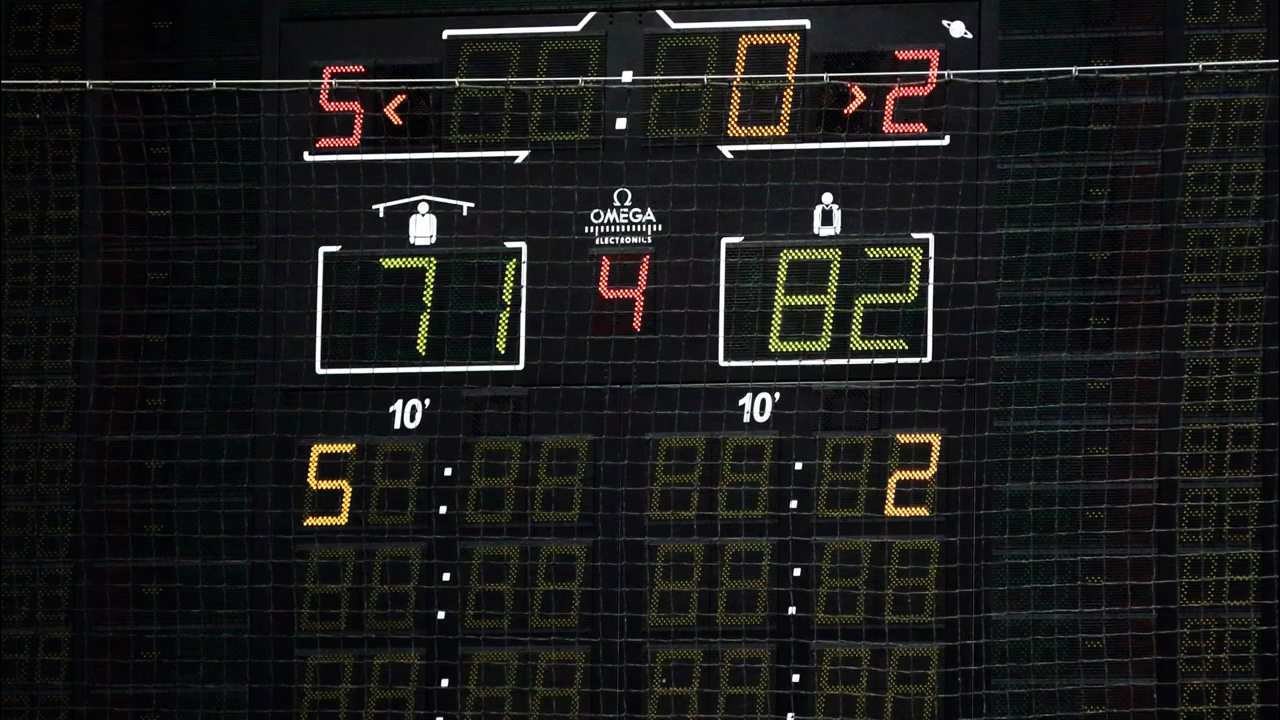 5 < : 0 > 2
Ω
OMEGA
ELECTRONICS
71 4 82
10' 10'
5 : : 2
: :
: :